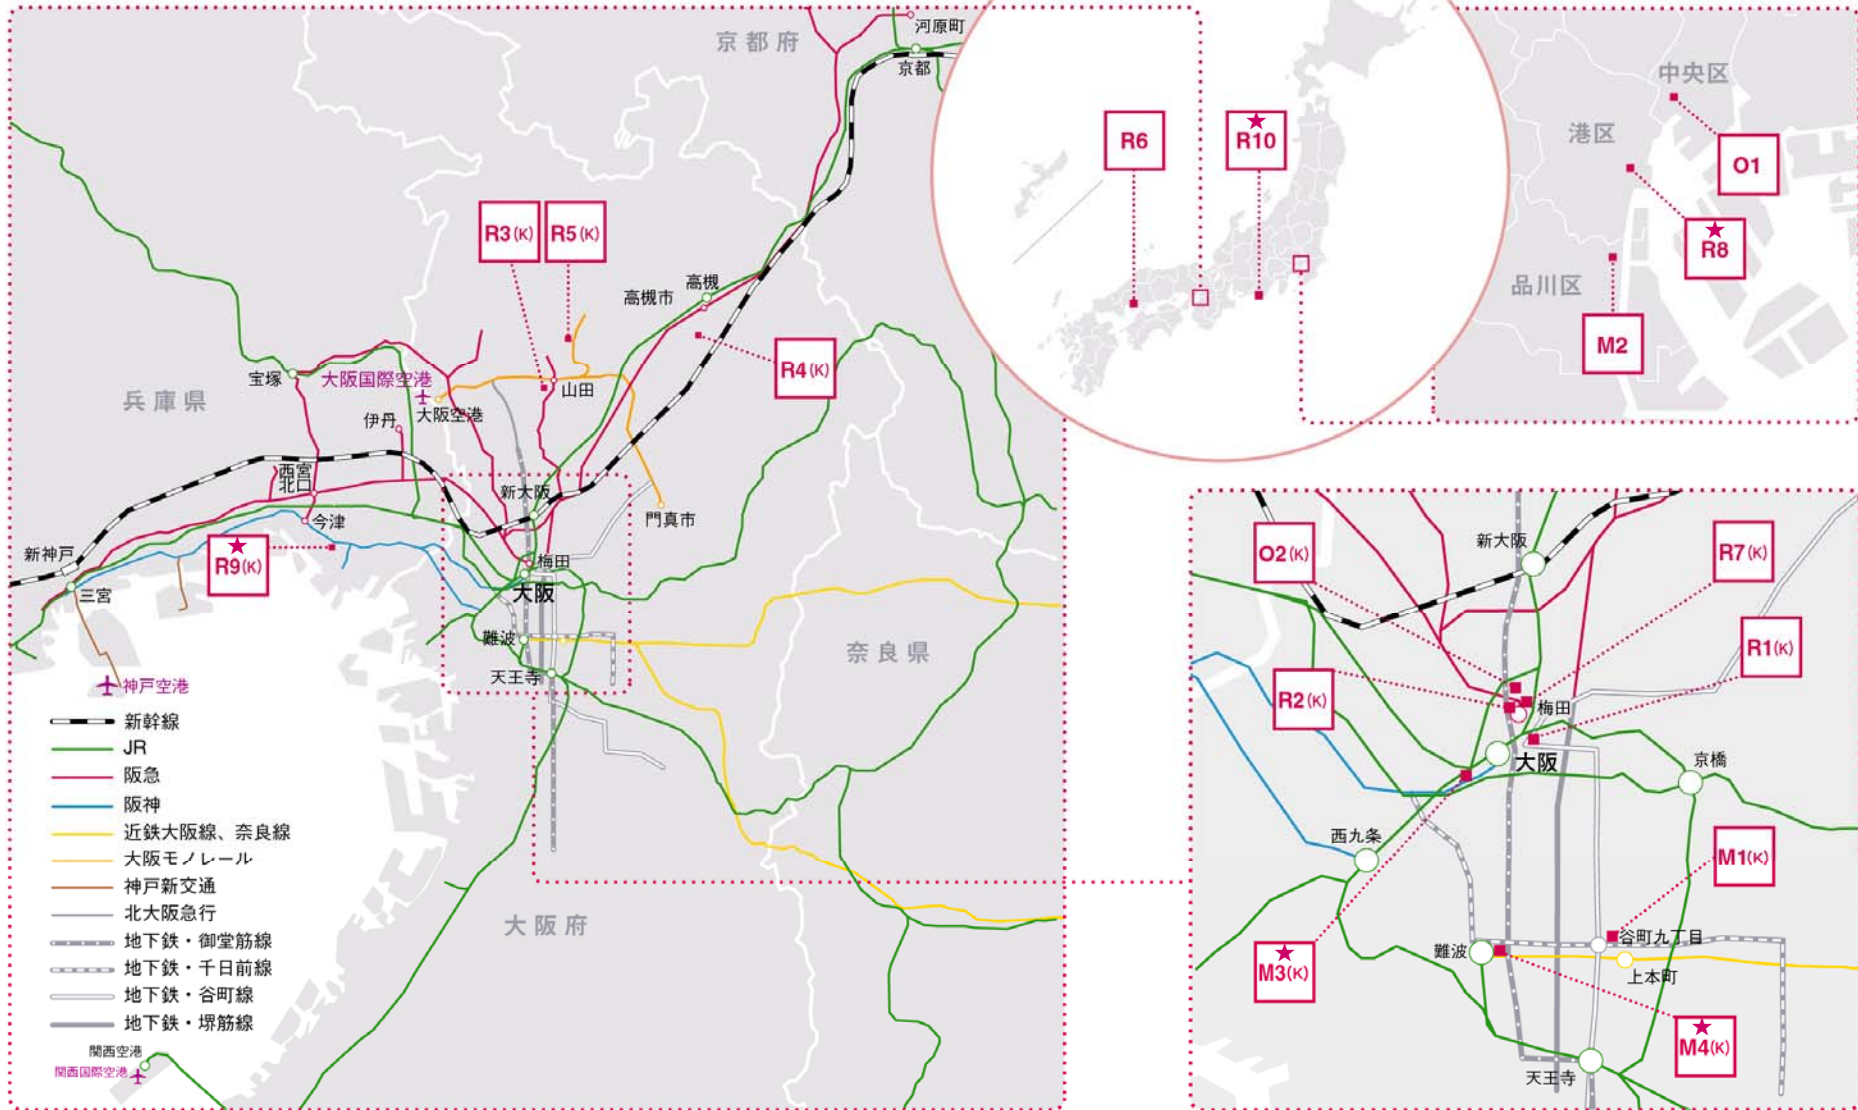 京都府
河原町
京都
R3(K)
R5(K)
高槻
高槻市
R4(K)
兵庫県
宝塚
大阪国際空港
大阪空港
山田
伊丹
西宮
北口
今津
新大阪
門真市
新神戸
三宮
R9(K)
梅田
大阪
難波
天王寺
奈良県
神戸空港
新幹線
JR
阪急
阪神
近鉄大阪線、奈良線
大阪モノレール
神戸新交通
北大阪急行
地下鉄・御堂筋線
地下鉄・千日前線
地下鉄・谷町線
地下鉄・堺筋線
大阪府
関西空港
関西国際空港
R6
R10
中央区
港区
O1
R8
品川区
M2
新大阪
O2(K)
R7(K)
R1(K)
R2(K)
梅田
大阪
京橋
西九条
M1(K)
谷町九丁目
難波
上本町
M3(K)
M4(K)
天王寺